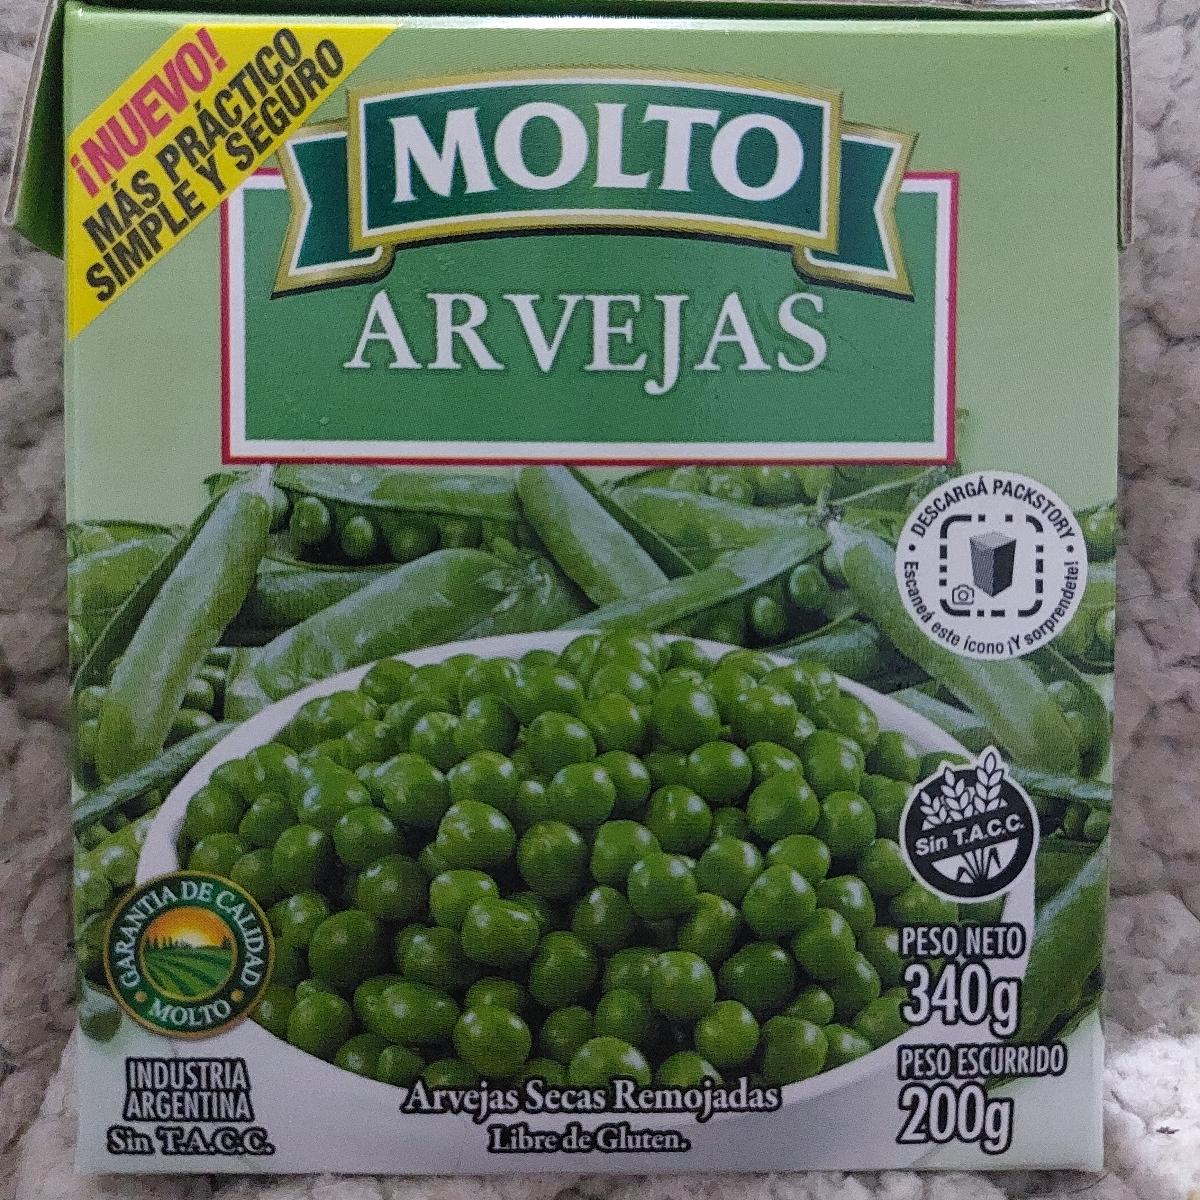 ¡NUEVO!
MÁS PRÁCTICO
SIMPLE Y SEGURO
MOLTO
ARVEJAS
• DESCARGÁ PACKSTORY •
Escaneá este ícono ¡Y sorprendete!
Sin T.A.C.C.
GARANTIA DE CALIDAD
• MOLTO •
PESO NETO
340g
PESO ESCURRIDO
200g
INDUSTRIA
ARGENTINA
Sin T.A.C.C.
Arvejas Secas Remojadas
Libre de Gluten.